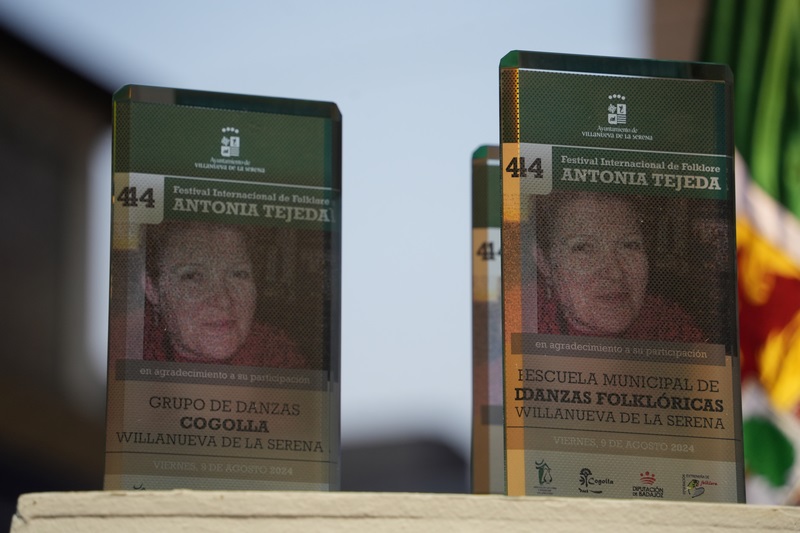 Ayuntamiento de
VILLANUEVA DE LA SERENA
44
Festival Internacional de Folklore
ANTONIA TEJEDA
en agradecimiento a su participación
GRUPO DE DANZAS
COGOLLA
VILLANUEVA DE LA SERENA
VIERNES, 9 DE AGOSTO 2024
44
Ayuntamiento de
VILLANUEVA DE LA SERENA
44
Festival Internacional de Folklore
ANTONIA TEJEDA
en agradecimiento a su participación
ESCUELA MUNICIPAL DE
DANZAS FOLKLÓRICAS
VILLANUEVA DE LA SERENA
VIERNES, 9 DE AGOSTO 2024
Cogolla
DIPUTACIÓN
DE BADAJOZ